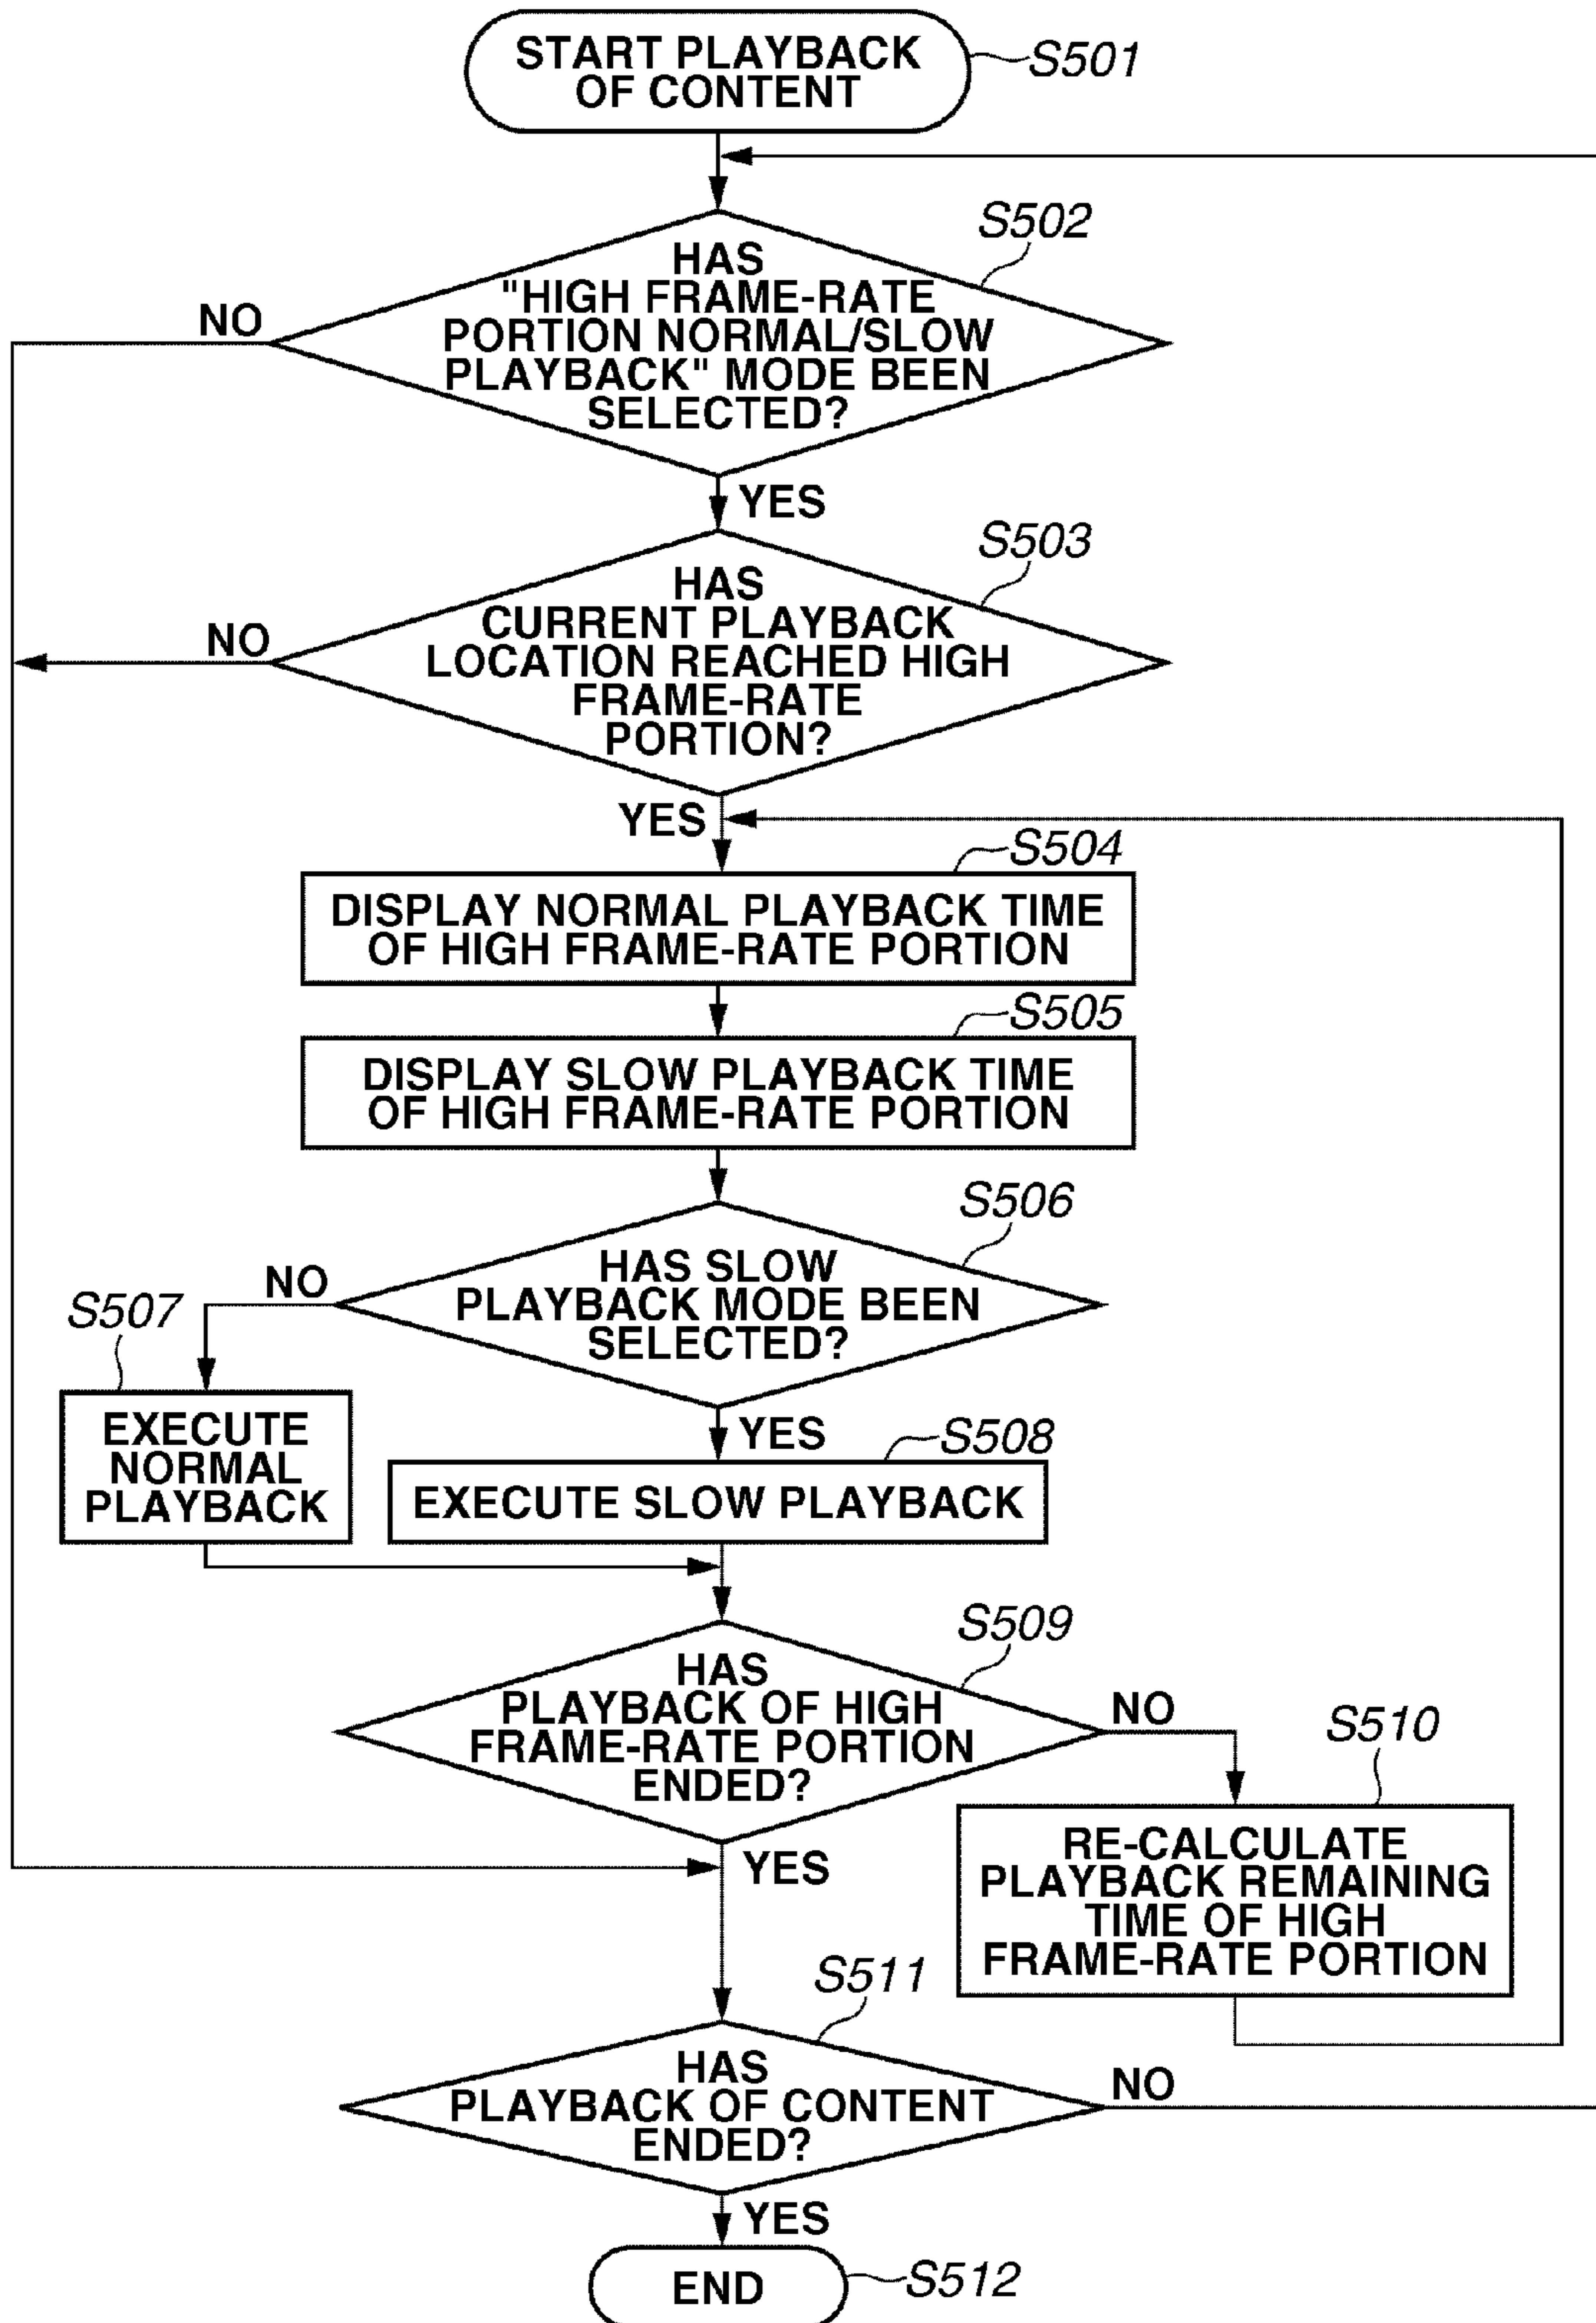 START PLAYBACK
OF CONTENT
S501
S502
HAS
"HIGH FRAME-RATE
PORTION NORMAL/SLOW
PLAYBACK" MODE BEEN
SELECTED?
NO
YES
S503
HAS
CURRENT PLAYBACK
LOCATION REACHED HIGH
FRAME-RATE
PORTION?
NO
YES
S504
DISPLAY NORMAL PLAYBACK TIME
OF HIGH FRAME-RATE PORTION
S505
DISPLAY SLOW PLAYBACK TIME
OF HIGH FRAME-RATE PORTION
S506
HAS SLOW
PLAYBACK MODE BEEN
SELECTED?
NO
S507
EXECUTE
NORMAL
PLAYBACK
YES
S508
EXECUTE SLOW PLAYBACK
S509
HAS
PLAYBACK OF HIGH
FRAME-RATE PORTION
ENDED?
NO
S510
RE-CALCULATE
PLAYBACK REMAINING
TIME OF HIGH
FRAME-RATE PORTION
YES
S511
HAS
PLAYBACK OF CONTENT
ENDED?
NO
YES
END
S512